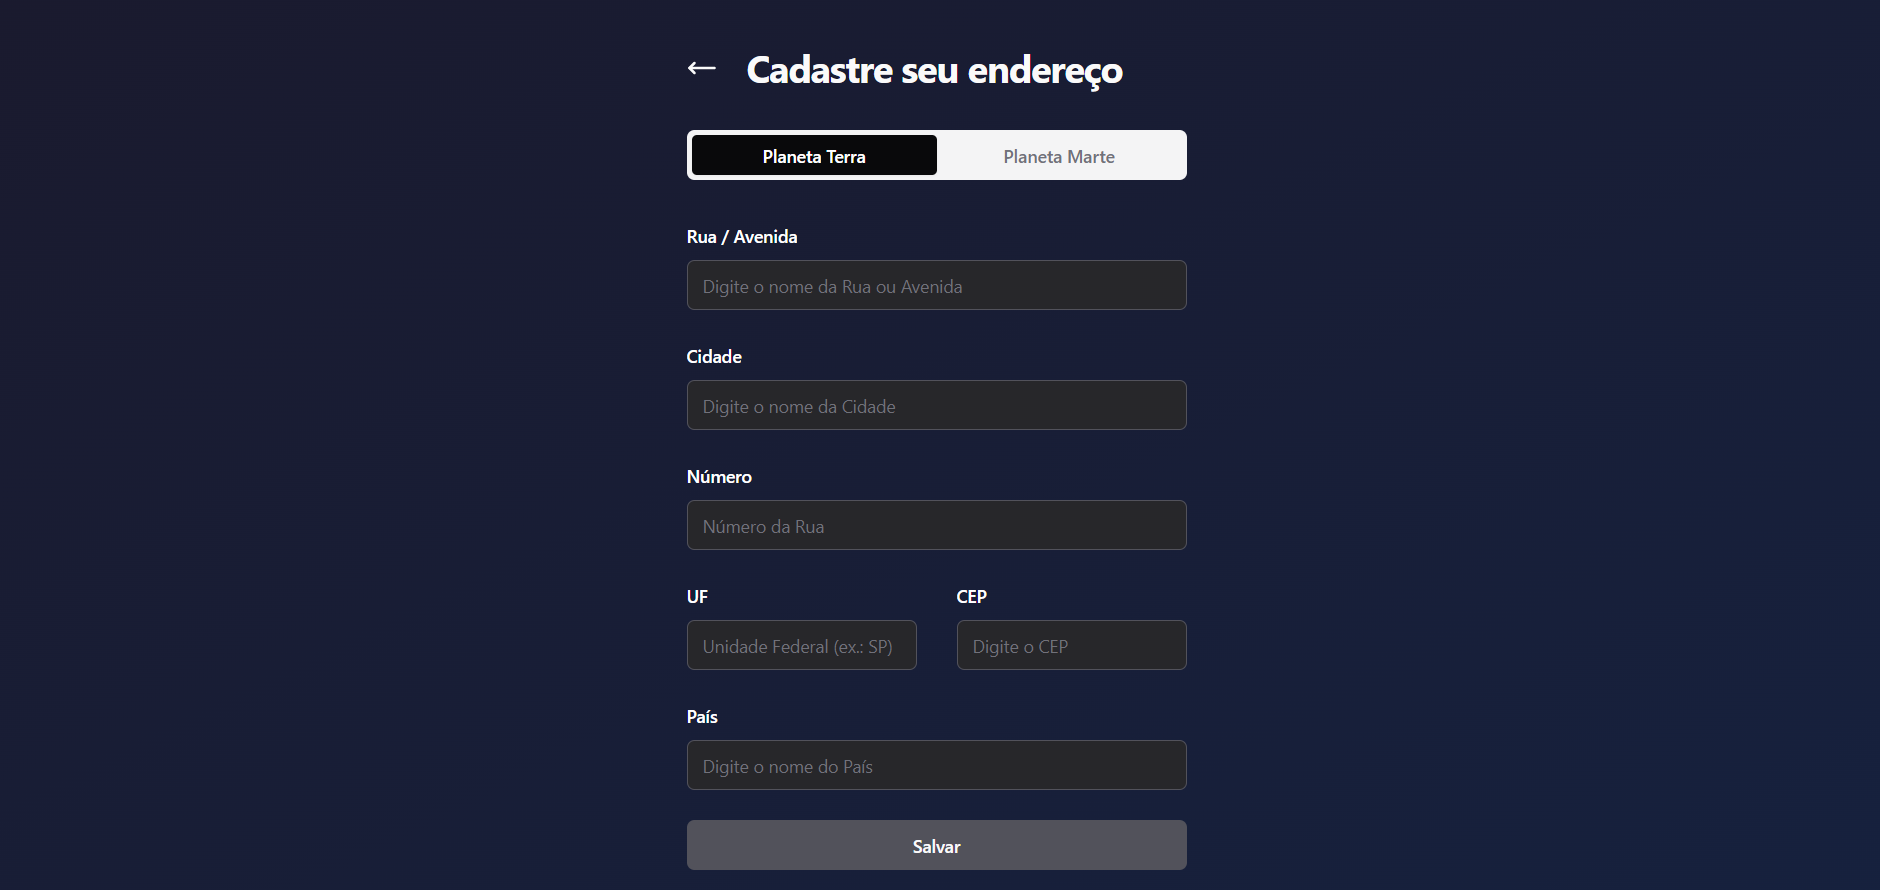 Cadastre seu endereço
Planeta Terra
Planeta Marte
Rua / Avenida
Digite o nome da Rua ou Avenida
Cidade
Digite o nome da Cidade
Número
Número da Rua
UF
Unidade Federal (ex.: SP)
CEP
Digite o CEP
País
Digite o nome do País
Salvar